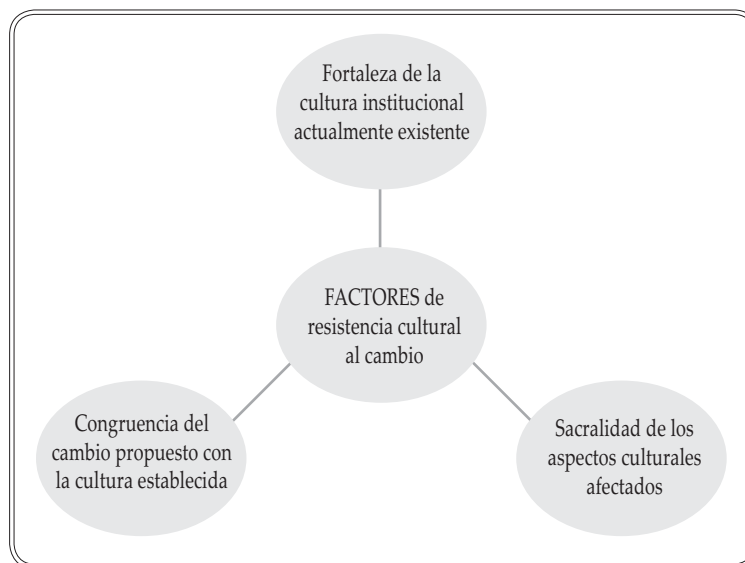 Fortaleza de la
cultura institucional
actualmente existente
FACTORES de
resistencia cultural
al cambio
Congruencia del
cambio propuesto con
la cultura establecida
Sacralidad de los
aspectos culturales
afectados